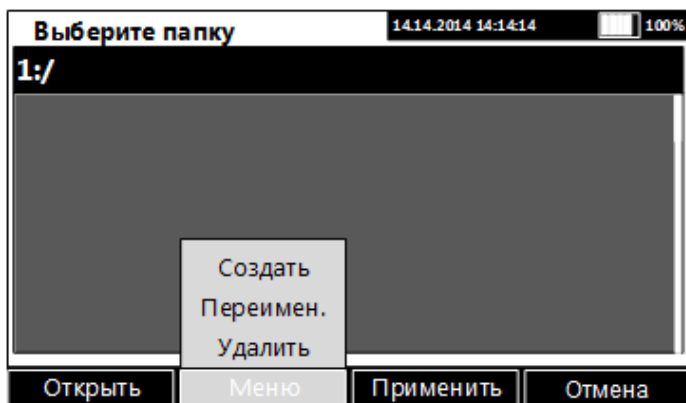 Выберите папку 14.14.2014 14:14:14 100%
1:/
Создать
Переимен.
Удалить
Открыть Меню Применить Отмена